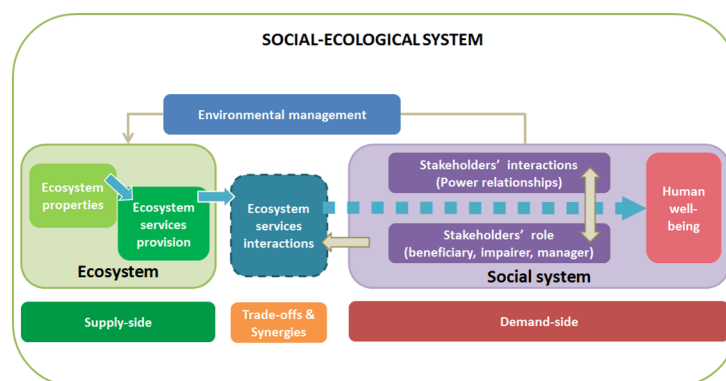 SOCIAL-ECOLOGICAL SYSTEM
Environmental management
Ecosystem
properties
Ecosystem
services
provision
Ecosystem
Ecosystem
services
interactions
Stakeholders' interactions
(Power relationships)
Stakeholders' role
(beneficiary, impairer, manager)
Social system
Human
well-
being
Supply-side
Trade-offs &
Synergies
Demand-side